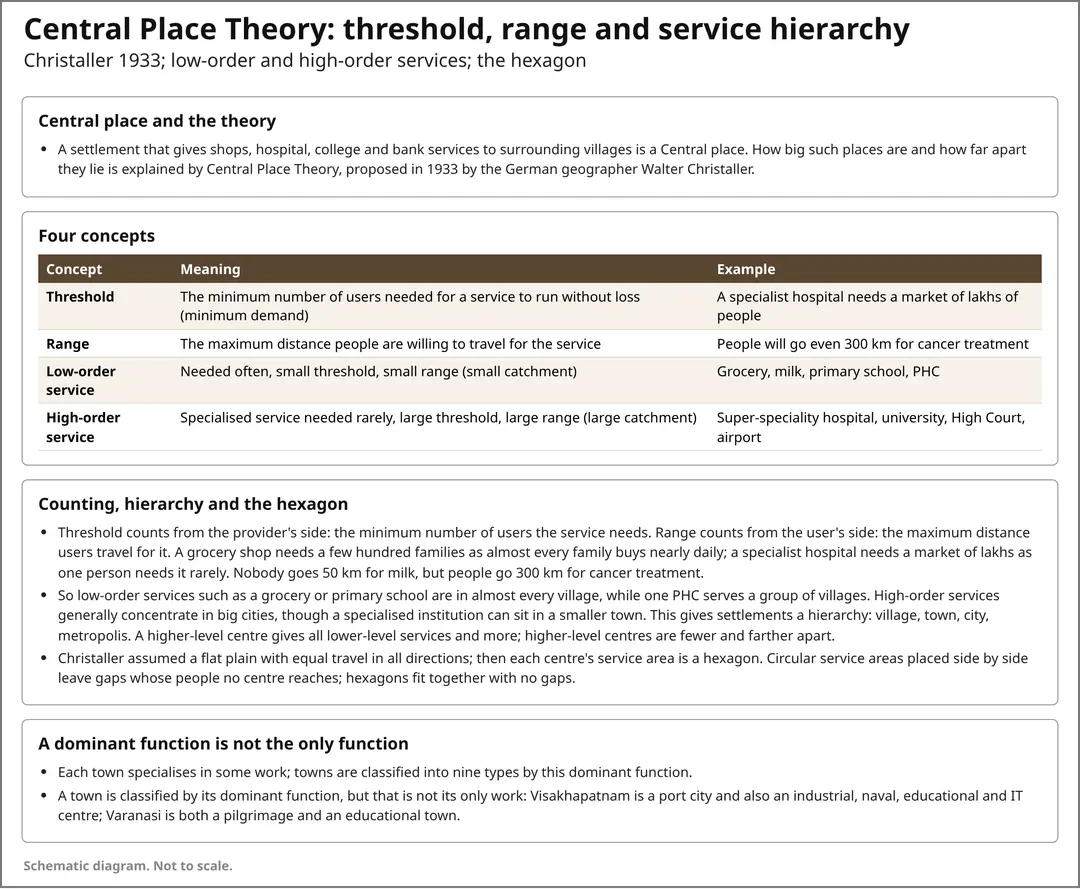 Central Place Theory: threshold, range and service hierarchy
Christaller 1933; low-order and high-order services; the hexagon
Central place and the theory
• A settlement that gives shops, hospital, college and bank services to surrounding villages is a Central place. How big such places are and how far apart
they lie is explained by Central Place Theory, proposed in 1933 by the German geographer Walter Christaller.
Four concepts
Concept Meaning Example
Threshold The minimum number of users needed for a service to run without loss A specialist hospital needs a market of lakhs of
(minimum demand) people
Range The maximum distance people are willing to travel for the service People will go even 300 km for cancer treatment
Low-order Needed often, small threshold, small range (small catchment) Grocery, milk, primary school, PHC
service
High-order Specialised service needed rarely, large threshold, large range (large catchment) Super-speciality hospital, university, High Court,
service airport
Counting, hierarchy and the hexagon
• Threshold counts from the provider's side: the minimum number of users the service needs. Range counts from the user's side: the maximum distance
users travel for it. A grocery shop needs a few hundred families as almost every family buys nearly daily; a specialist hospital needs a market of lakhs as
one person needs it rarely. Nobody goes 50 km for milk, but people go 300 km for cancer treatment.
• So low-order services such as a grocery or primary school are in almost every village, while one PHC serves a group of villages. High-order services
generally concentrate in big cities, though a specialised institution can sit in a smaller town. This gives settlements a hierarchy: village, town, city,
metropolis. A higher-level centre gives all lower-level services and more; higher-level centres are fewer and farther apart.
• Christaller assumed a flat plain with equal travel in all directions; then each centre's service area is a hexagon. Circular service areas placed side by side
leave gaps whose people no centre reaches; hexagons fit together with no gaps.
A dominant function is not the only function
• Each town specialises in some work; towns are classified into nine types by this dominant function.
• A town is classified by its dominant function, but that is not its only work: Visakhapatnam is a port city and also an industrial, naval, educational and IT
centre; Varanasi is both a pilgrimage and an educational town.
Schematic diagram. Not to scale.